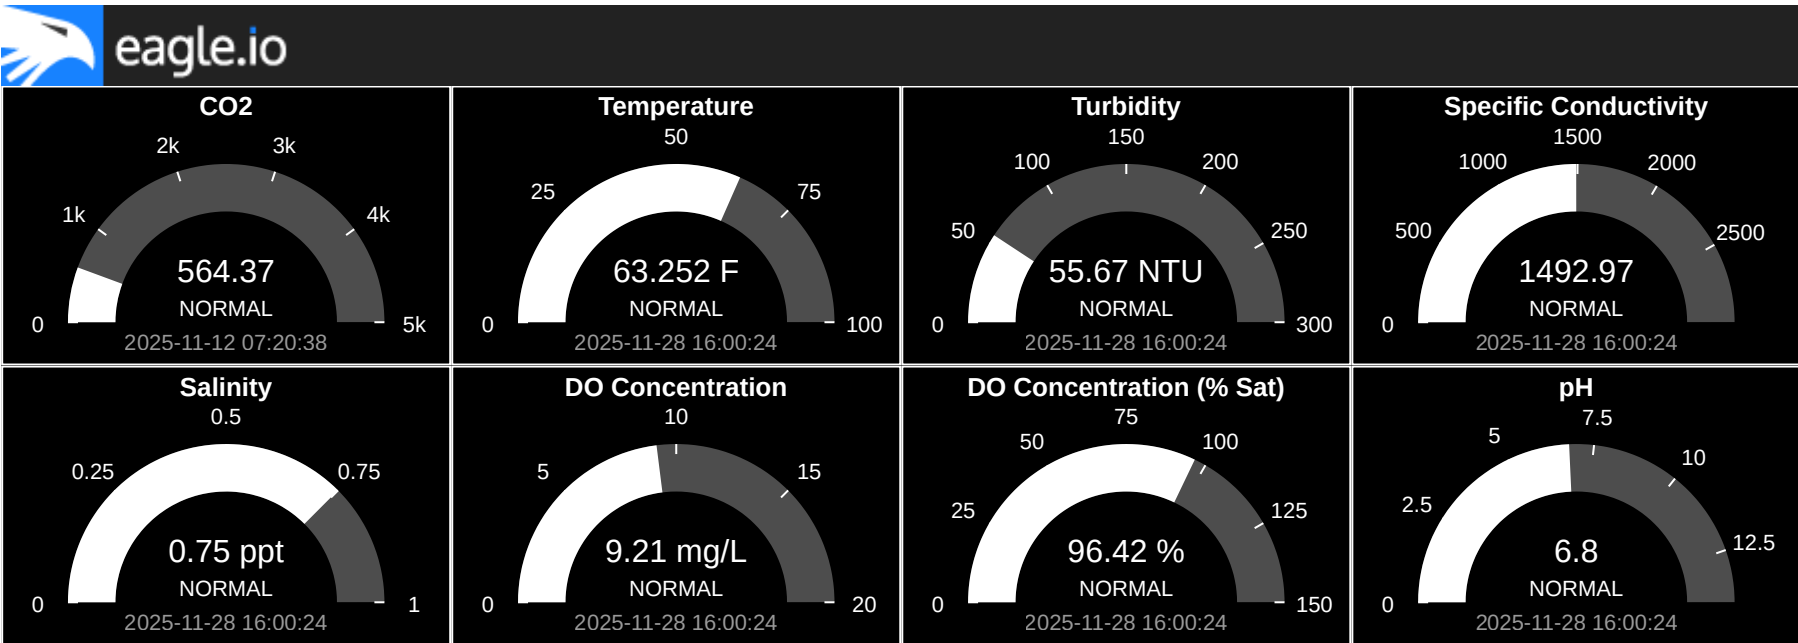 eagle.io
CO2
2k
3k
1k
4k
564.37
NORMAL
0
5k
2025-11-12 07:20:38
Temperature
50
25
75
63.252 F
NORMAL
0
100
2025-11-28 16:00:24
Turbidity
150
100
200
50
250
55.67 NTU
NORMAL
0
300
2025-11-28 16:00:24
Specific Conductivity
1500
1000
2000
500
2500
1492.97
NORMAL
0
2025-11-28 16:00:24
Salinity
0.5
0.25
0.75
0.75 ppt
NORMAL
0
1
2025-11-28 16:00:24
DO Concentration
10
5
15
9.21 mg/L
NORMAL
0
20
2025-11-28 16:00:24
DO Concentration (% Sat)
75
50
100
25
125
96.42 %
NORMAL
0
150
2025-11-28 16:00:24
pH
7.5
5
10
2.5
12.5
6.8
NORMAL
0
2025-11-28 16:00:24